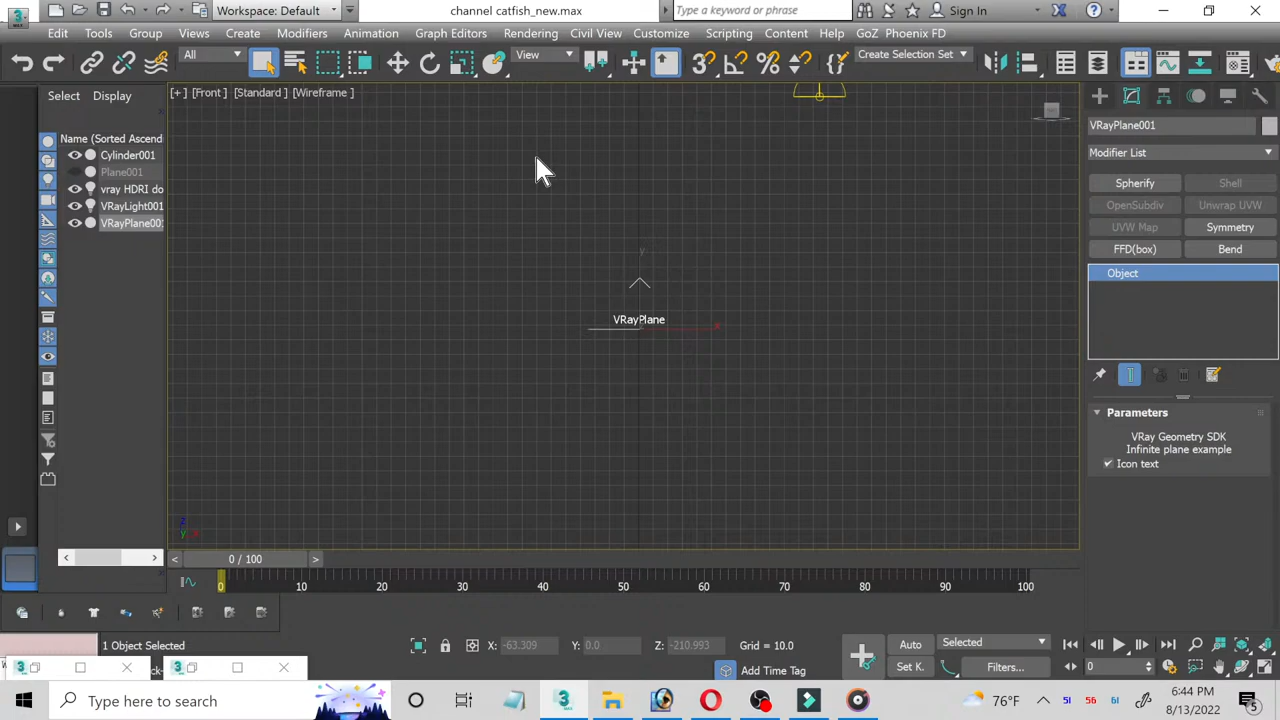 Workspace: Default
channel catfish_new.max
Type a keyword or phrase
Sign In
Edit Tools Group Views Create Modifiers Animation Graph Editors Rendering Civil View Customize Scripting Content Help GoZ Phoenix FD
All
View
Create Selection Set
Select Display
[+] [Front] [Standard] [Wireframe]
Name (Sorted Ascend
Cylinder001
Plane001
vray HDRI do
VRayLight001
VRayPlane001
y
VRayPlane
x
z
y
x
VRayPlane001
Modifier List
Spherify Shell
OpenSubdiv Unwrap UVW
UVW Map Symmetry
FFD(box) Bend
Object
Parameters
VRay Geometry SDK
Infinite plane example
Icon text
< 0 / 100 >
0 10 20 30 40 50 60 70 80 90 100
1 Object Selected
X: -63.309 Y: 0.0 Z: -210.993 Grid = 10.0
Add Time Tag
Auto Selected
Set K. Filters...
0
Type here to search
76°F
6:44 PM
8/13/2022
5